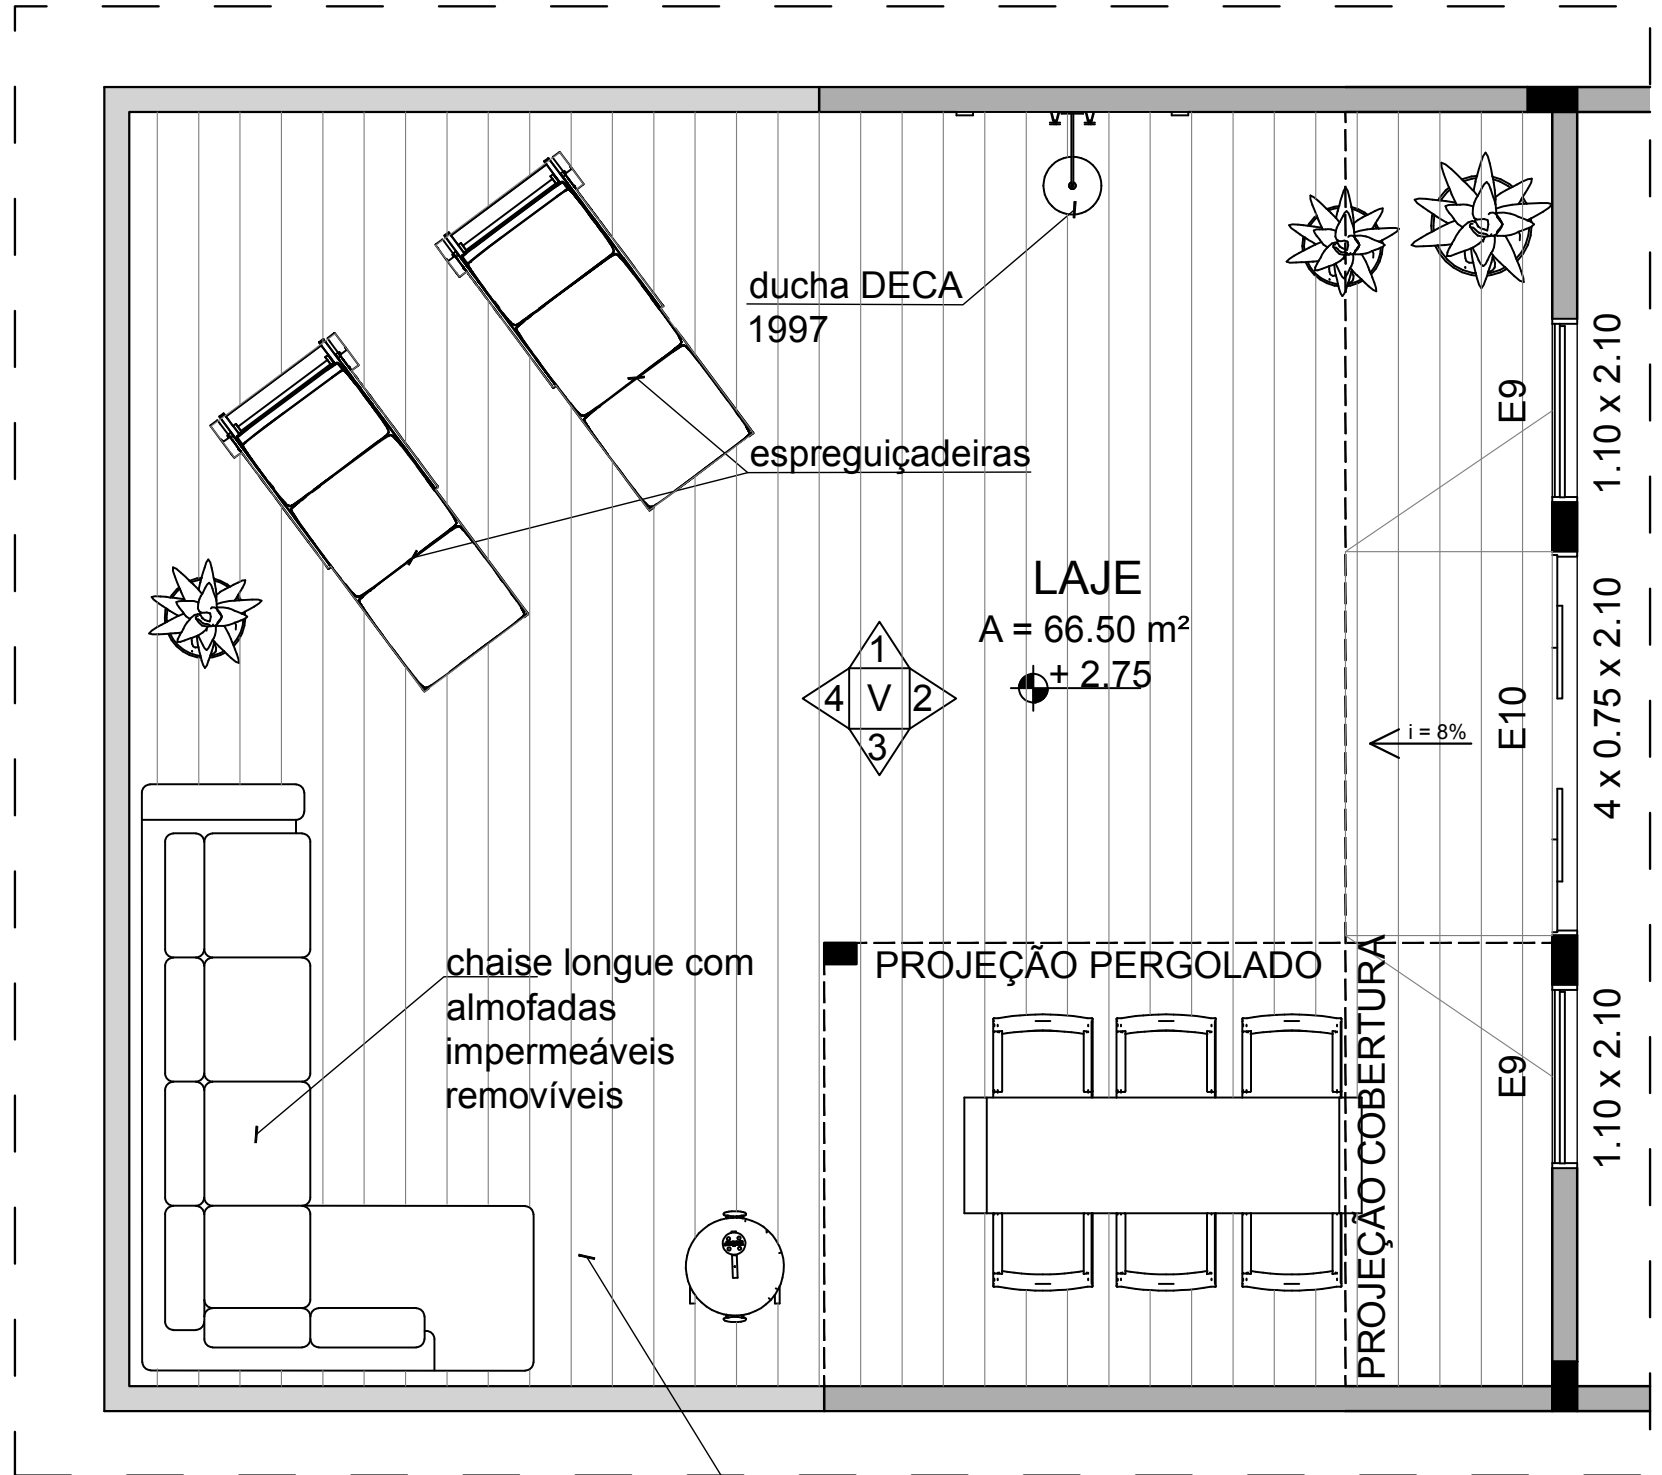 ducha DECA
1997
1.10 x 2.10
E9
espreguiçadeiras
LAJE
A = 66.50 m²
+ 2.75
1
4 V 2
3
i = 8%
E10
4 x 0.75 x 2.10
chaise longue com
almofadas
impermeáveis
removíveis
PROJEÇÃO PERGOLADO
PROJEÇÃO COBERTURA
E9
1.10 x 2.10